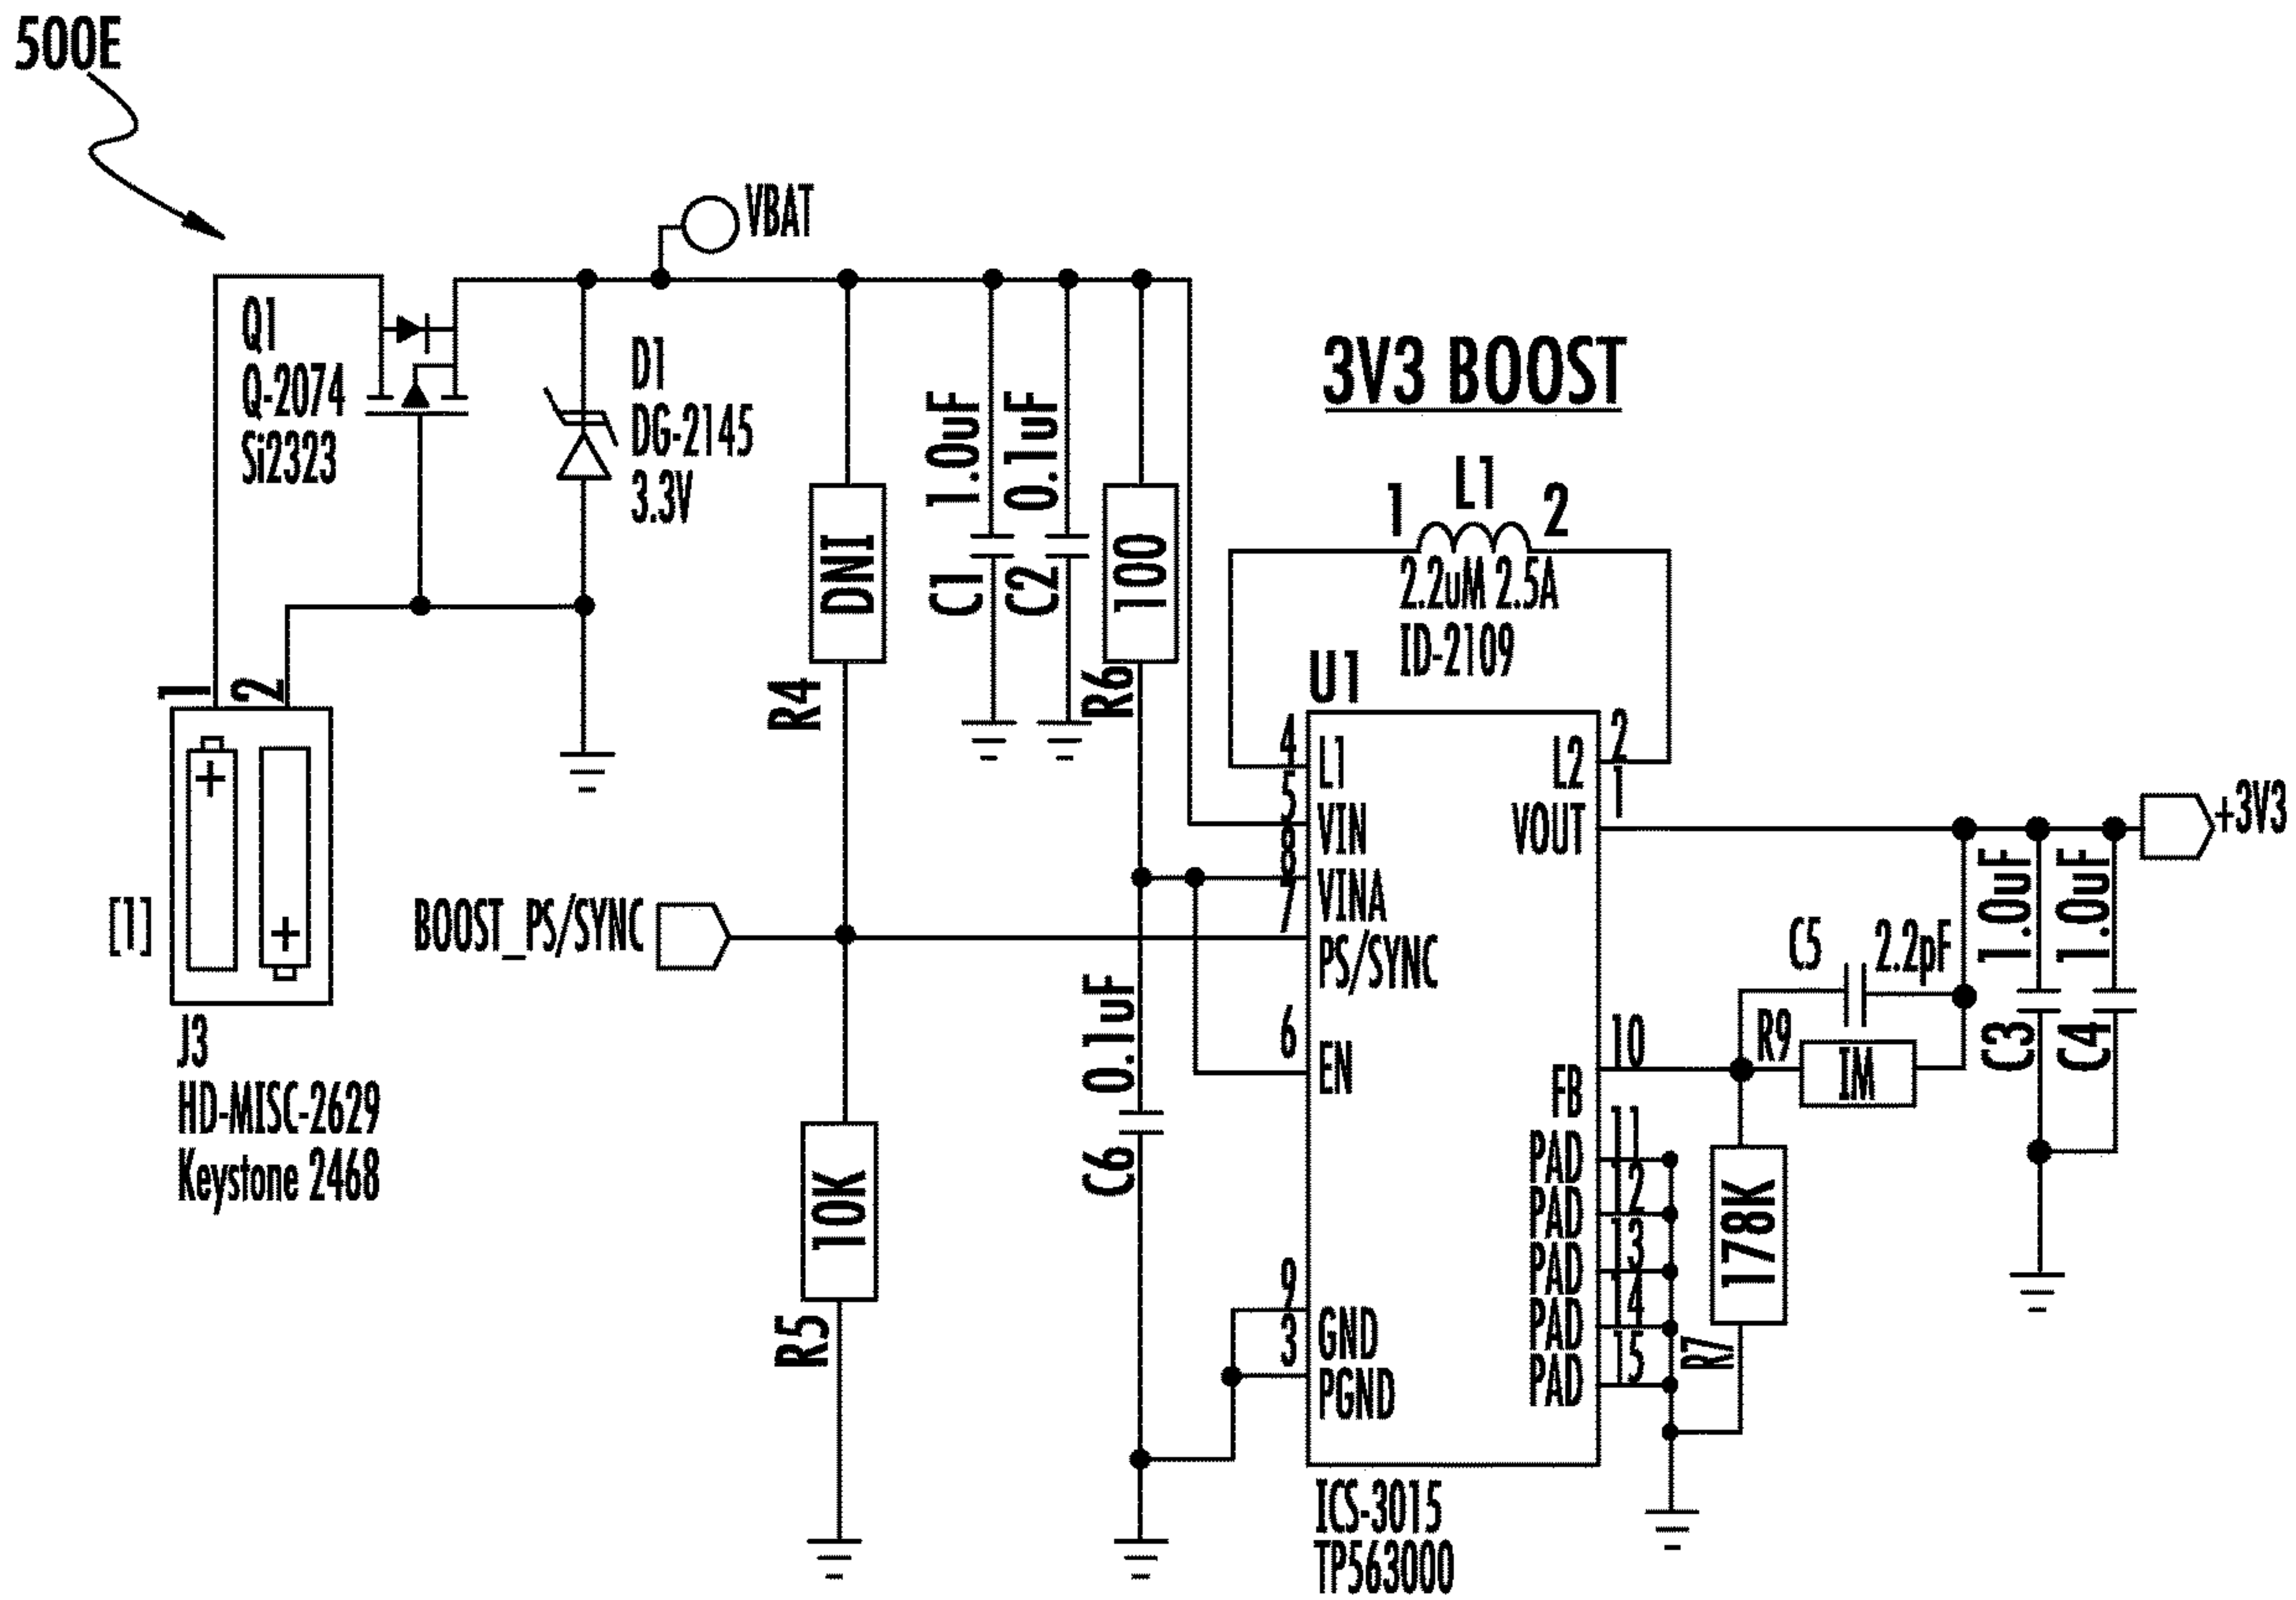 500E
VBAT
Q1
Q-2074
Si2323
D1
DG-2145
3.3V
DNI
R4
1.0uF
C1
0.1uF
C2
100
R6
3V3 BOOST
1
L1
2
2.2uM 2.5A
ID-2109
U1
1
2
+
+
[1]
J3
HD-MISC-2629
Keystone 2468
BOOST_PS/SYNC
10K
R5
0.1uF
C6
4
L1
5
VIN
8
VINA
7
PS/SYNC
6
EN
9
GND
3
PGND
2
L2
1
VOUT
10
FB
11
PAD
12
PAD
13
PAD
14
PAD
15
PAD
ICS-3015
TP563000
C5
2.2pF
R9
IM
178K
R7
1.0uF
C3
1.0uF
C4
+3V3